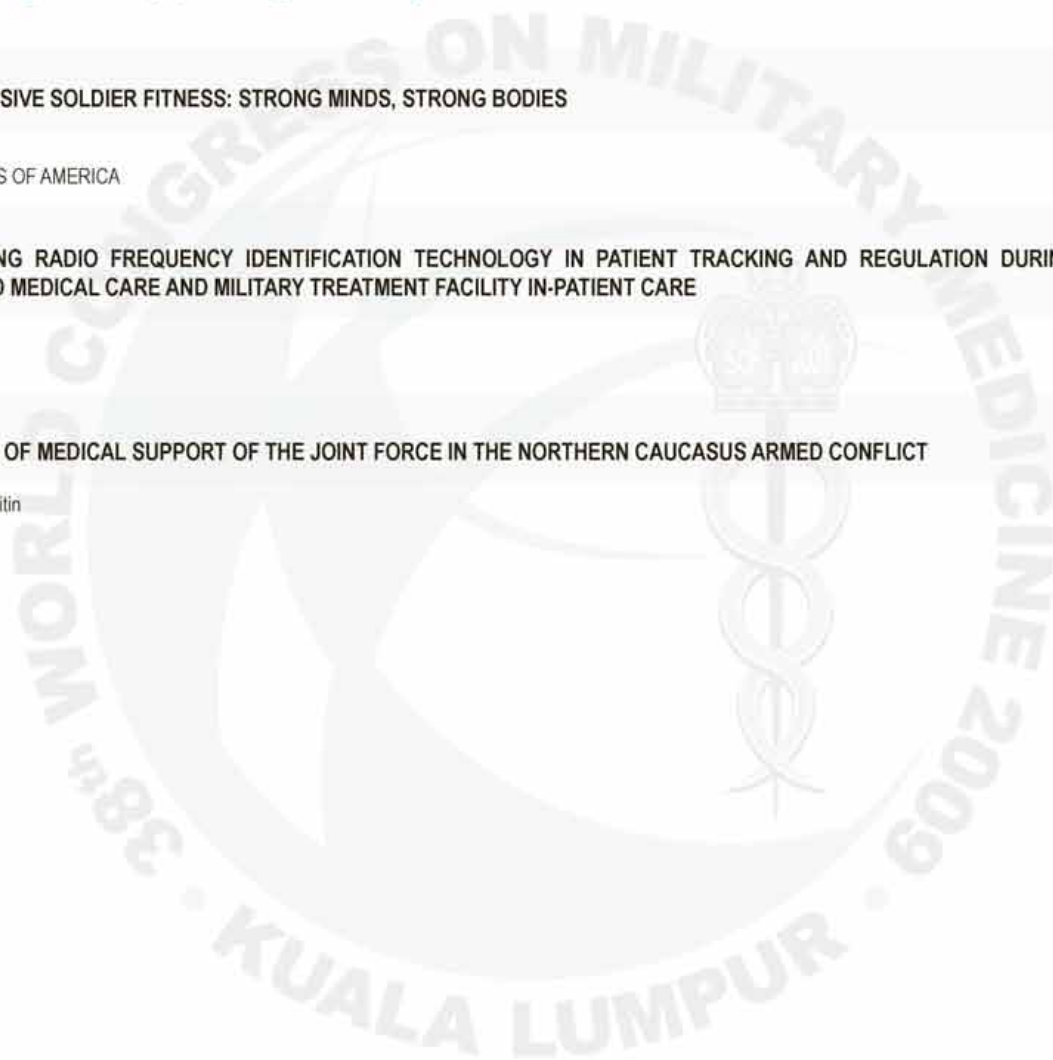 SIVE SOLDIER FITNESS: STRONG MINDS, STRONG BODIES
S OF AMERICA
NG RADIO FREQUENCY IDENTIFICATION TECHNOLOGY IN PATIENT TRACKING AND REGULATION DURIN
MEDICAL CARE AND MILITARY TREATMENT FACILITY IN-PATIENT CARE
OF MEDICAL SUPPORT OF THE JOINT FORCE IN THE NORTHERN CAUCASUS ARMED CONFLICT
itin
38th WORLD CONGRESS ON MILITARY MEDICINE 2009
KUALA LUMPUR